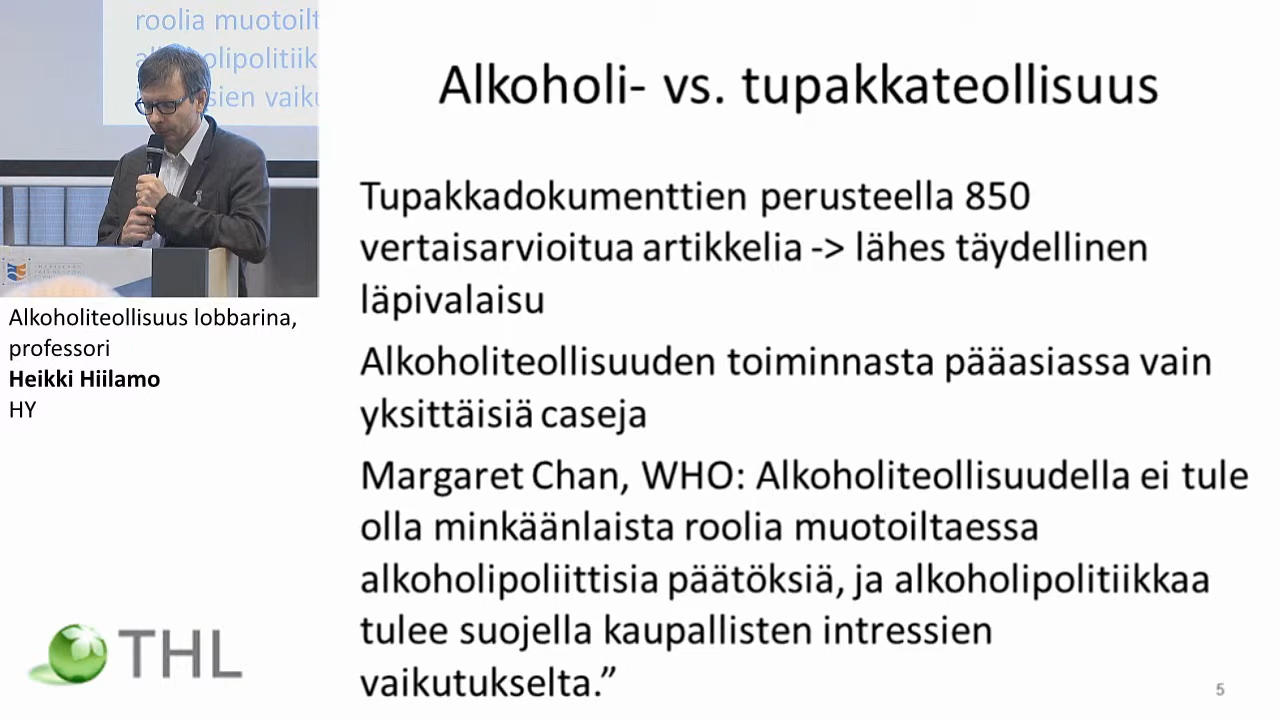 roolia muotoilt
olipolitiik
sien vaiku
Alkoholiteollisuus lobbarina,
professori
Heikki Hiilamo
HY
THL
Alkoholi- vs. tupakkateollisuus
Tupakkadokumenttien perusteella 850
vertaisarvioitua artikkelia -> lähes täydellinen
läpivalaisu
Alkoholiteollisuuden toiminnasta pääasiassa vain
yksittäisiä caseja
Margaret Chan, WHO: Alkoholiteollisuudella ei tule
olla minkäänlaista roolia muotoiltaessa
alkoholipoliittisia päätöksiä, ja alkoholipolitiikkaa
tulee suojella kaupallisten intressien
vaikutukselta.”
5